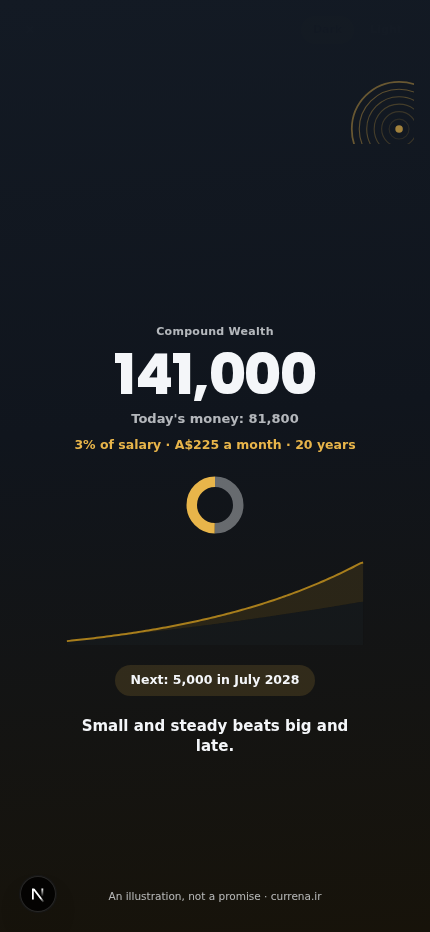 Compound Wealth
141,000
Today's money: 81,800
3% of salary · A$225 a month · 20 years
Next: 5,000 in July 2028
Small and steady beats big and
late.
N
An illustration, not a promise · currena.ir